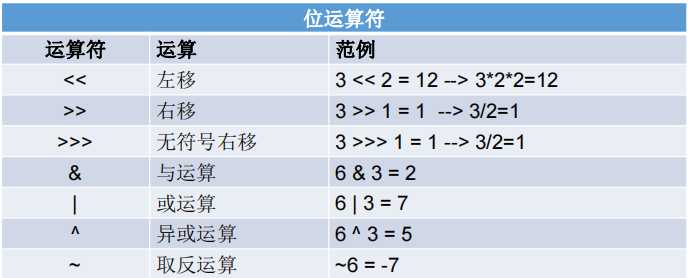 位运算符
运算符 运算 范例
<< 左移 3 << 2 = 12 --> 3*2*2=12
>> 右移 3 >> 1 = 1 --> 3/2=1
>>> 无符号右移 3 >>> 1 = 1 --> 3/2=1
& 与运算 6 & 3 = 2
| 或运算 6 | 3 = 7
^ 异或运算 6 ^ 3 = 5
~ 取反运算 ~6 = -7